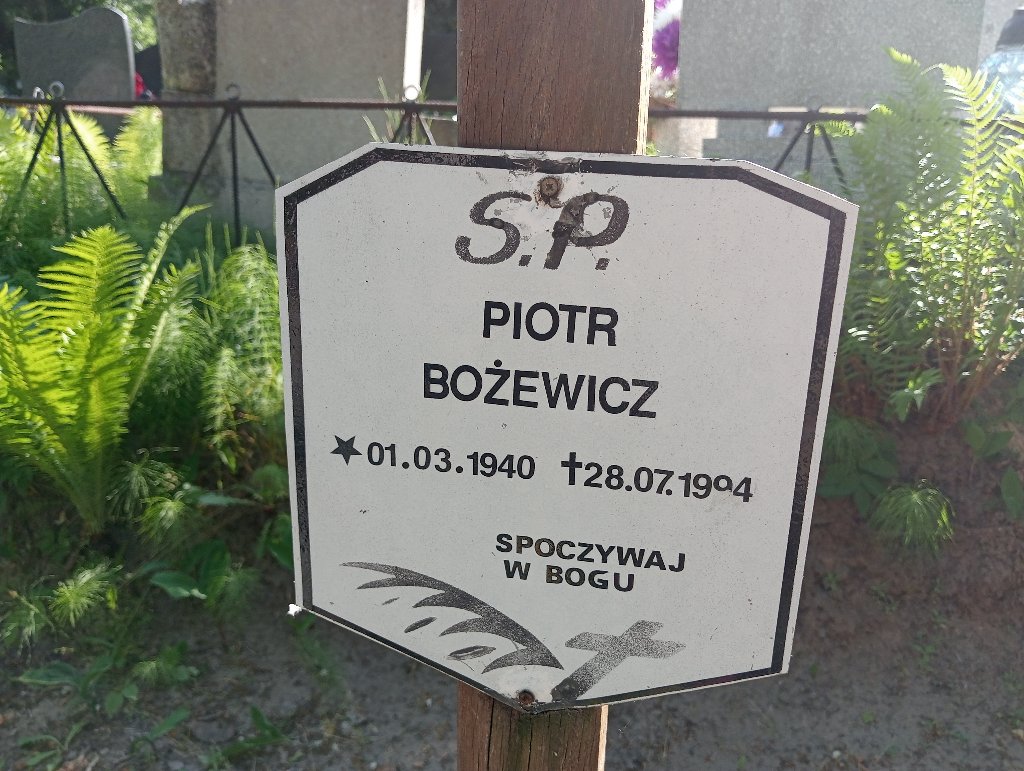 Ś.P.
PIOTR
BOŻEWICZ
★01.03.1940 ✝28.07.1994
SPOCZYWAJ
W BOGU